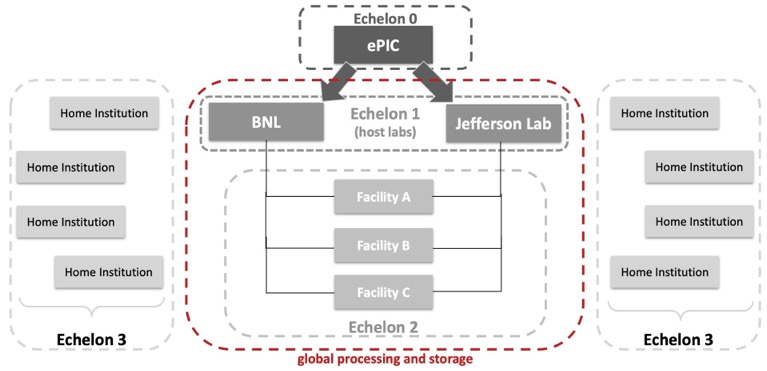 Echelon 0
ePIC
BNL
Echelon 1
(host labs)
Jefferson Lab
Facility A
Facility B
Facility C
Echelon 2
global processing and storage
Home Institution
Home Institution
Home Institution
Home Institution
Echelon 3
Home Institution
Home Institution
Home Institution
Home Institution
Echelon 3